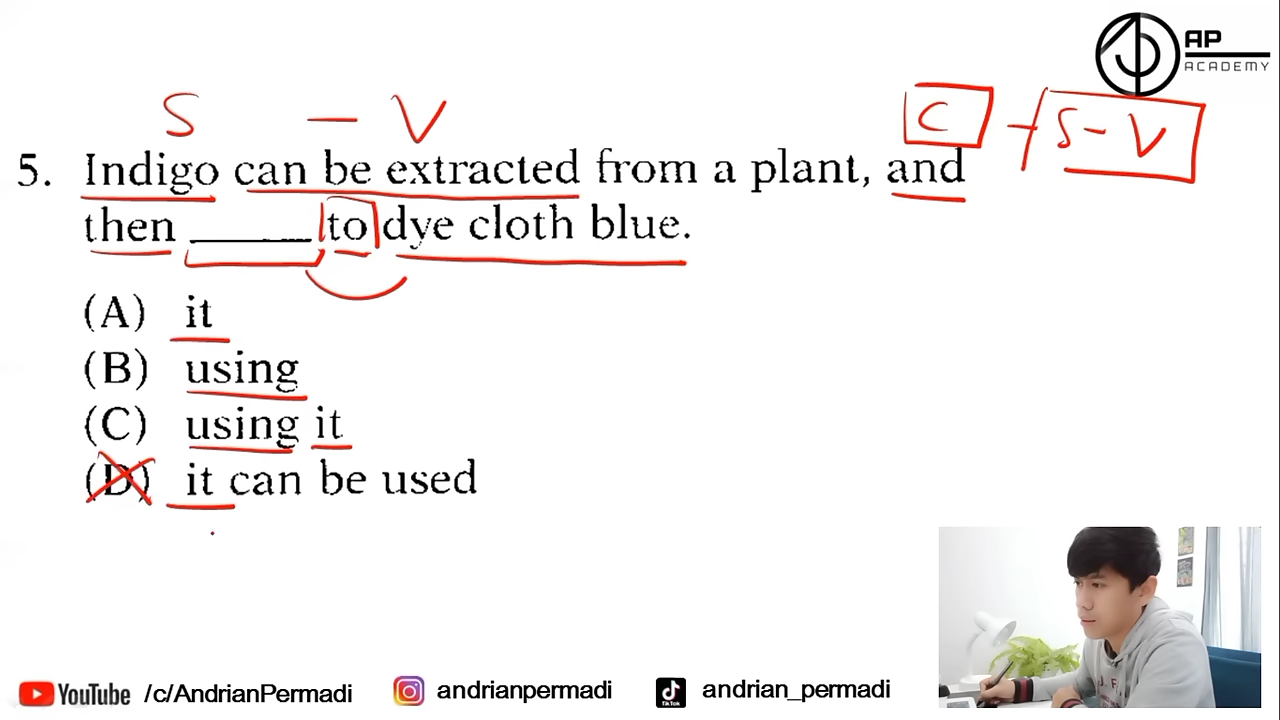 AP
ACADEMY
S - V
C + S - V
5. Indigo can be extracted from a plant, and
then ______ to dye cloth blue.
(A) it
(B) using
(C) using it
(D) it can be used
YouTube /c/AndrianPermadi andrianpermadi TikTok andrian_permadi